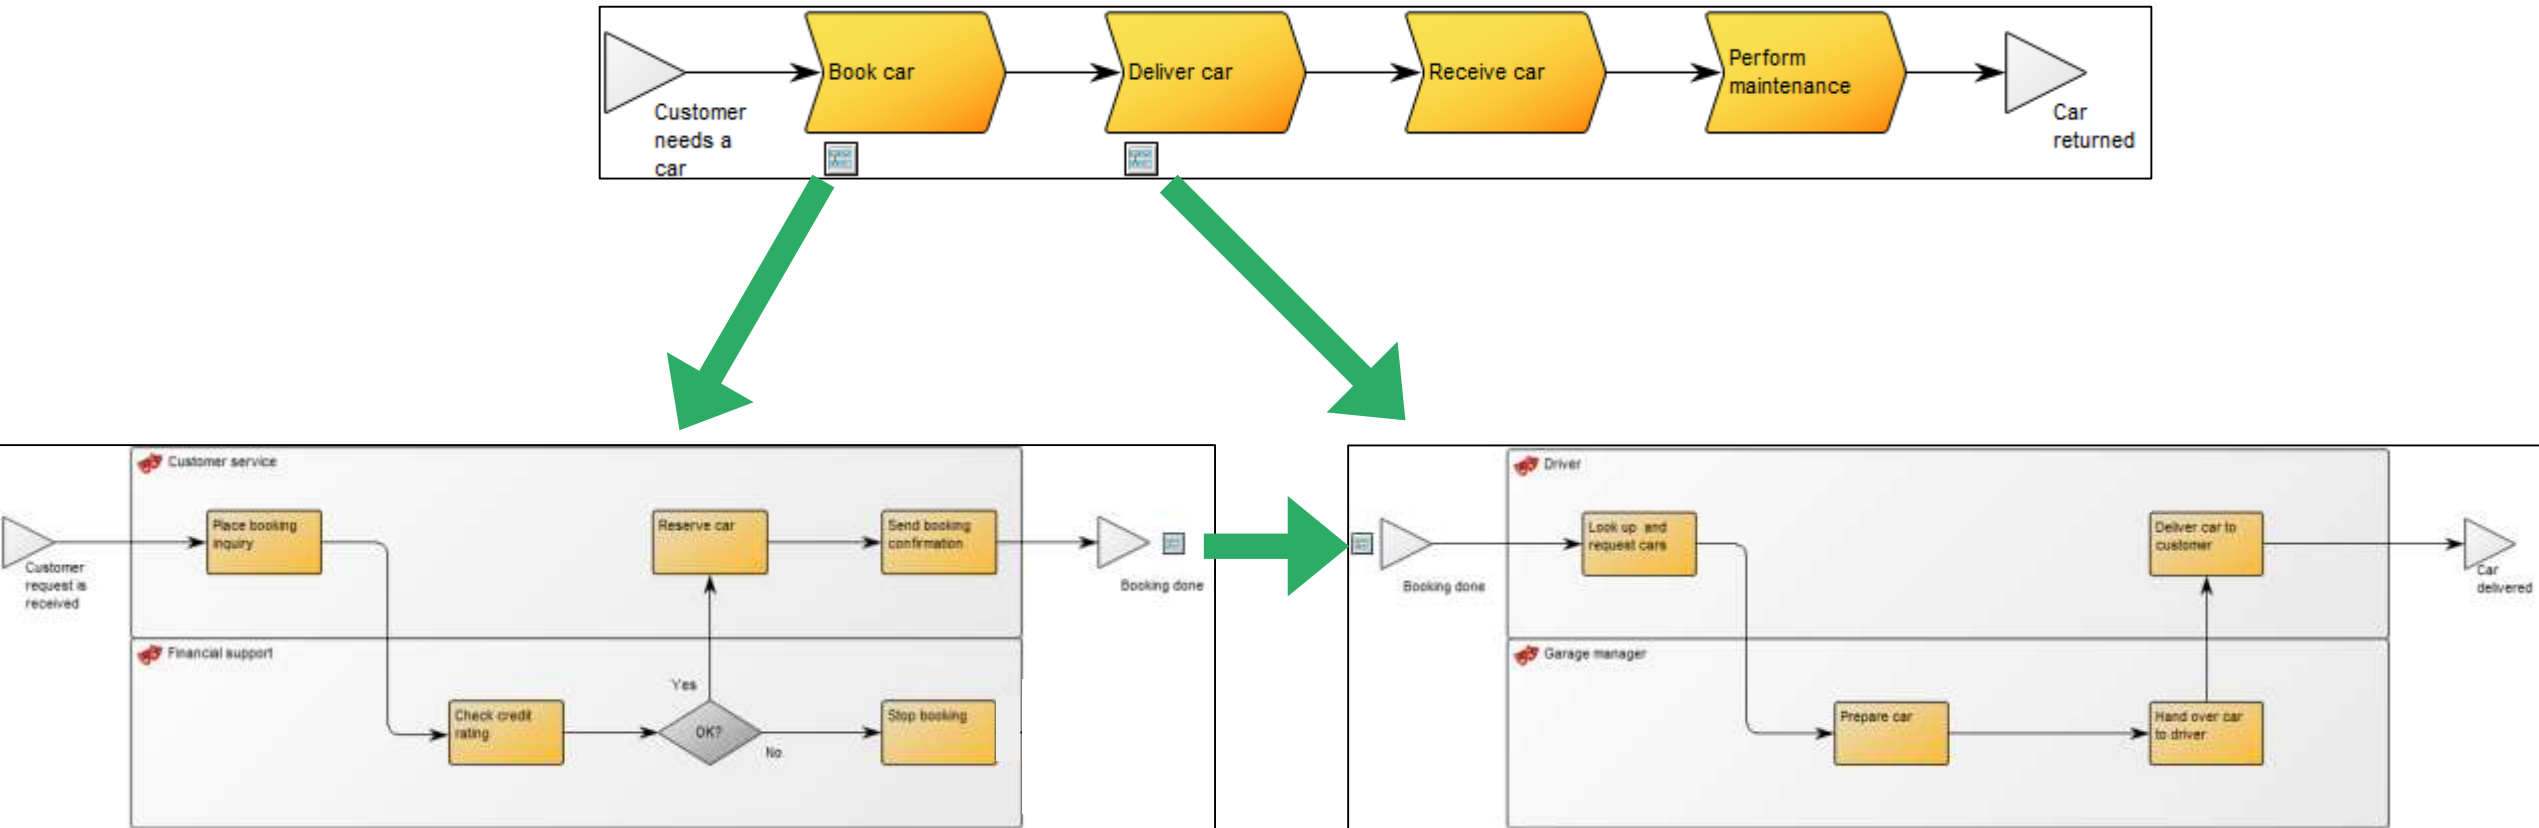 Book car
Deliver car
Receive car
Perform
maintenance
Customer
needs a
car
Car
returned
Customer service
Place booking
inquiry
Reserve car
Send booking
confirmation
Customer
request is
received
Booking done
Financial support
Yes
Check credit
rating
OK?
No
Stop booking
Driver
Look up and
request cars
Deliver car to
customer
Booking done
Car
delivered
Garage manager
Prepare car
Hand over car
to driver